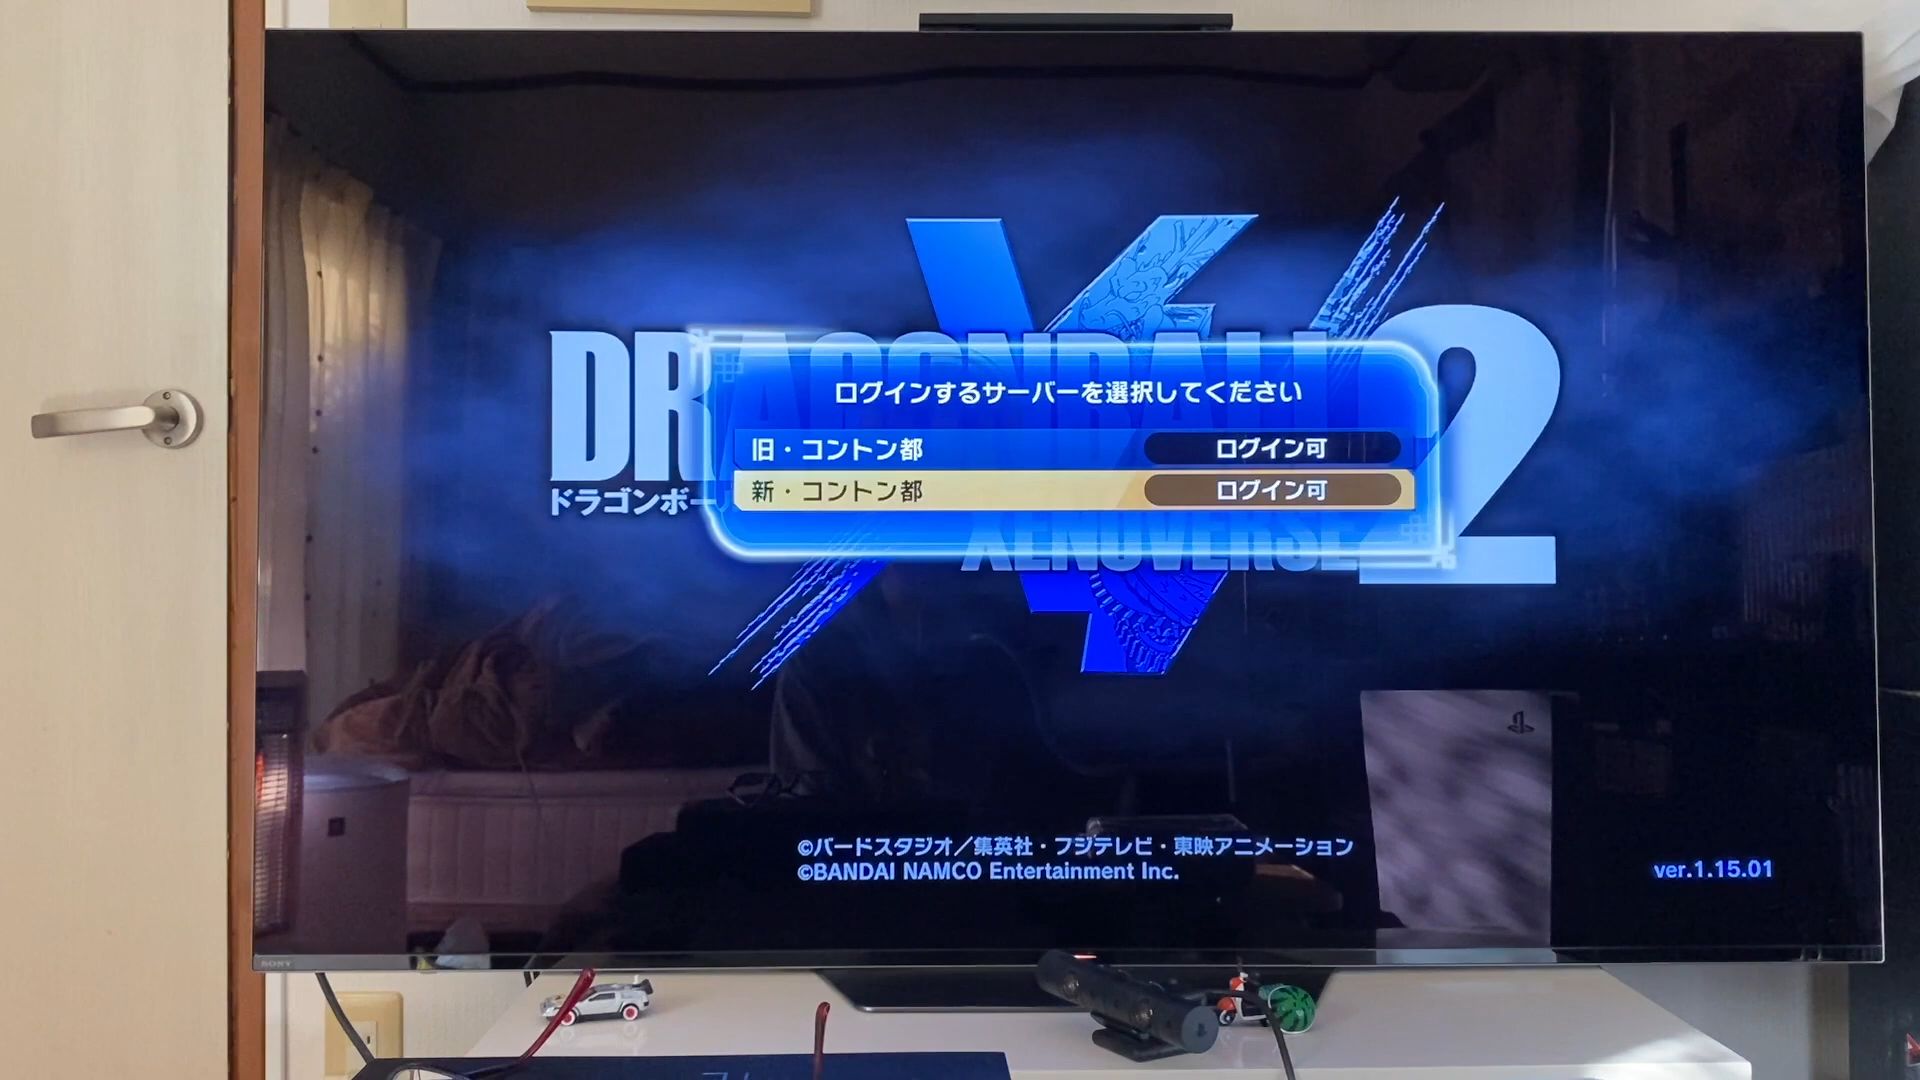 DRAGONBALL
ドラゴンボール
XENOVERSE 2
ログインするサーバーを選択してください
旧・コントン都 ログイン可
新・コントン都 ログイン可
©バードスタジオ／集英社・フジテレビ・東映アニメーション
©BANDAI NAMCO Entertainment Inc.
ver.1.15.01
SONY